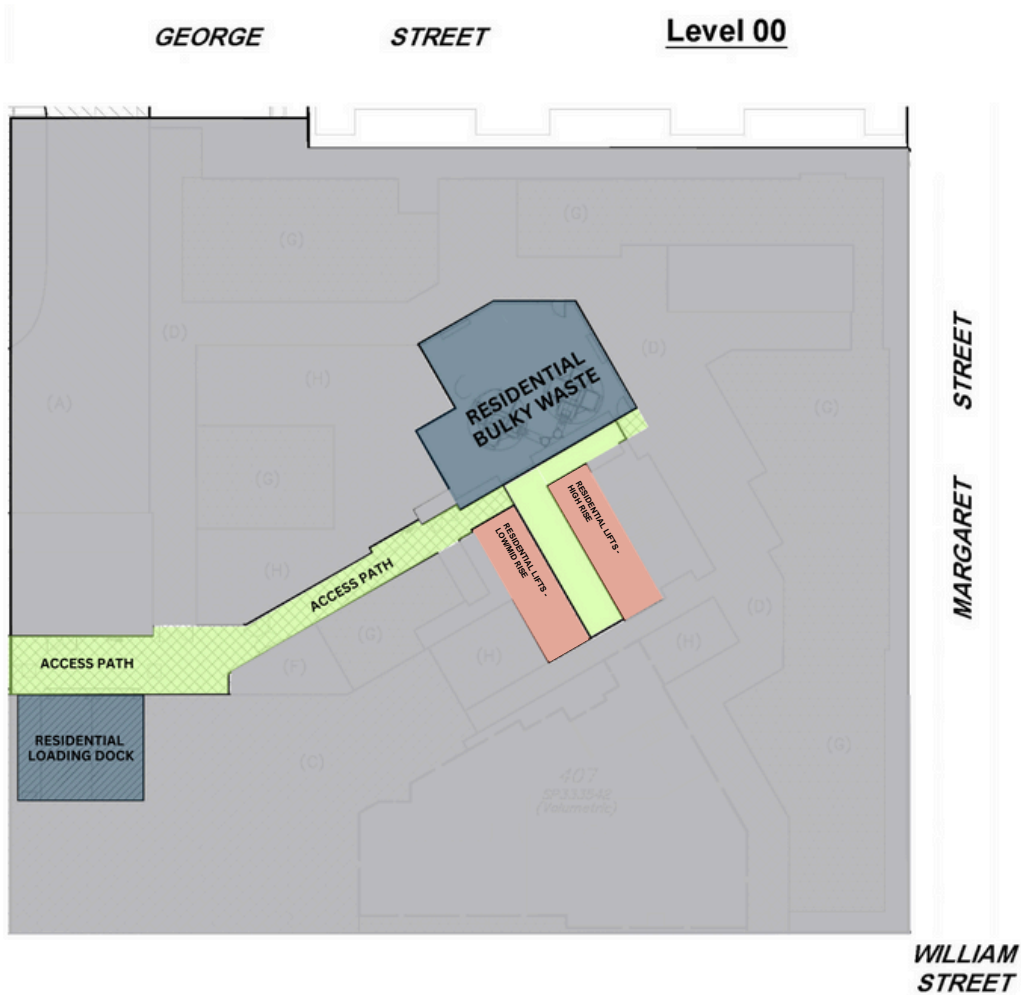 GEORGE STREET
Level 00
(G)
(G)
(D)
(D)
(H)
(A)
(G)
RESIDENTIAL
BULKY WASTE
STREET
MARGARET
(G)
RESIDENTIAL LIFTS -
HIGH RISE
RESIDENTIAL LIFTS -
LOW/MID RISE
(H)
ACCESS PATH
(D)
(G)
(H)
(H)
ACCESS PATH
(F)
RESIDENTIAL
LOADING DOCK
(C)
(G)
407
SP333548
(Volumetric)
WILLIAM
STREET